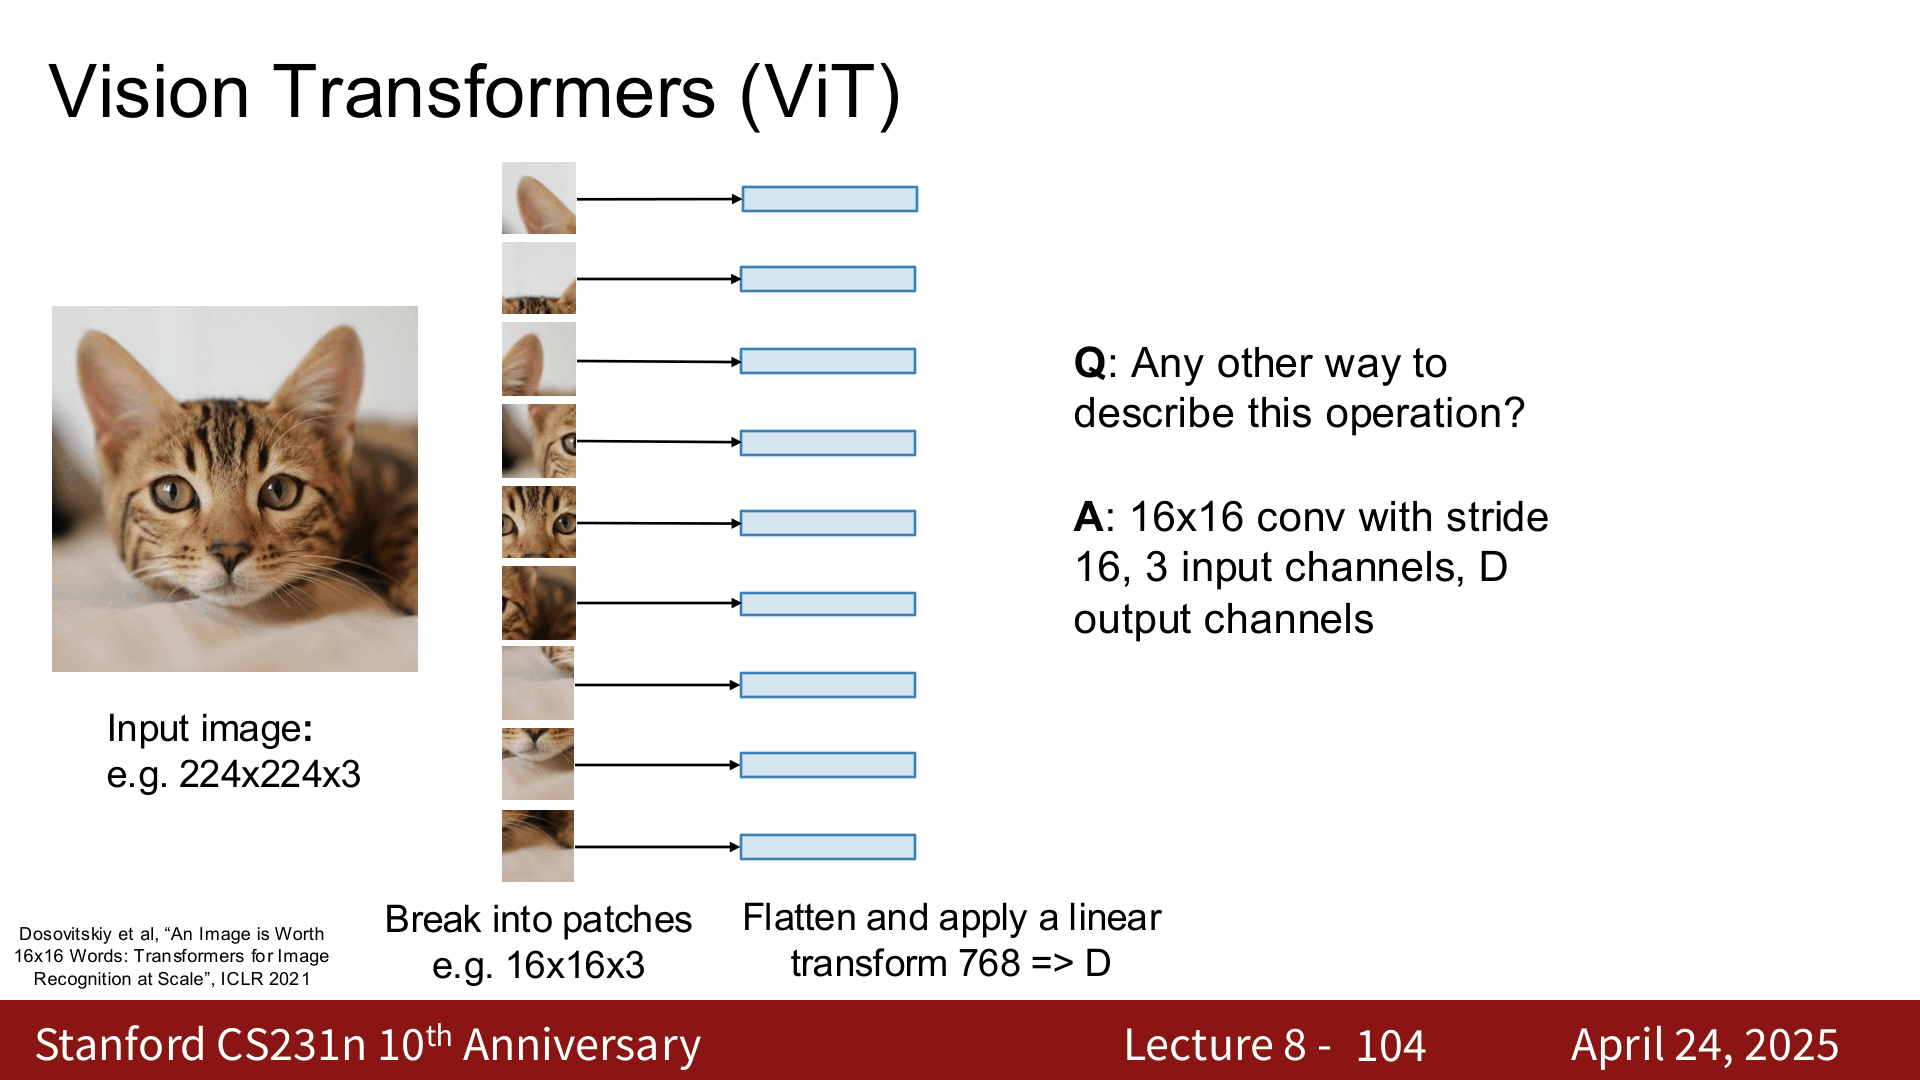 Vision Transformers (ViT)
Input image:
e.g. 224x224x3
Break into patches
e.g. 16x16x3
Flatten and apply a linear
transform 768 => D
Q: Any other way to
describe this operation?
A: 16x16 conv with stride
16, 3 input channels, D
output channels
Dosovitskiy et al, “An Image is Worth
16x16 Words: Transformers for Image
Recognition at Scale”, ICLR 2021
Stanford CS231n 10th Anniversary
Lecture 8 - 104
April 24, 2025